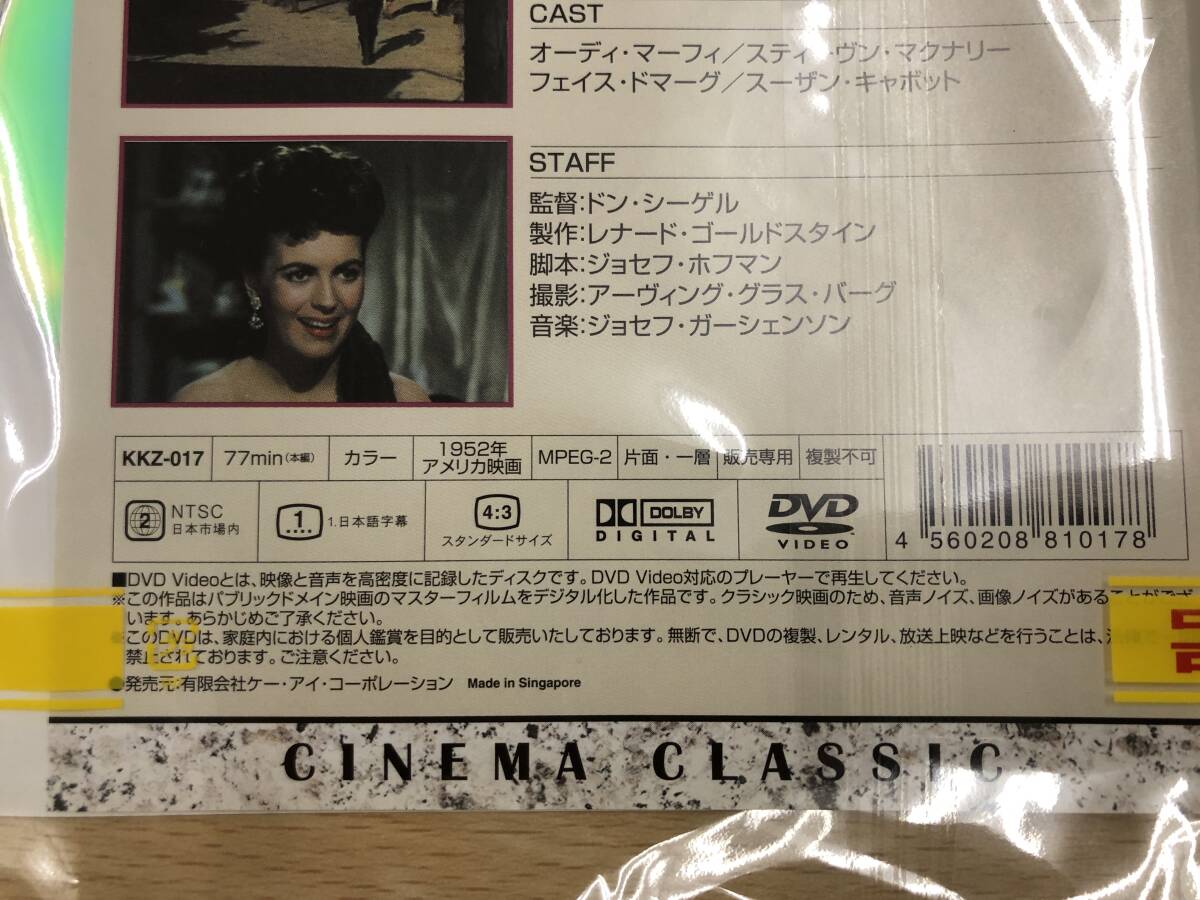 CAST
オーディ・マーフィ／スティーヴン・マクナリー
フェイス・ドマーグ／スーザン・キャボット
STAFF
監督:ドン・シーゲル
製作:レナード・ゴールドスタイン
脚本:ジョセフ・ホフマン
撮影:アーヴィング・グラス・バーグ
音楽:ジョセフ・ガーシェンソン
KKZ-017 77min(本編) カラー 1952年 アメリカ映画 MPEG-2 片面・一層 販売専用 複製不可
2 NTSC 日本市場内 1 1.日本語字幕 4:3 スタンダードサイズ DOLBY DIGITAL DVD VIDEO 4 560208 810178
■DVD Videoとは、映像と音声を高密度に記録したディスクです。DVD Video対応のプレーヤーで再生してください。
※この作品はパブリックドメイン映画のマスターフィルムをデジタル化した作品です。クラシック映画のため、音声ノイズ、画像ノイズがあることがござ
います。あらかじめご了承ください。
※このDVDは、家庭内における個人鑑賞を目的として販売いたしております。無断で、DVDの複製、レンタル、放送上映などを行うことは、
禁止されております。ご注意ください。
●発売元:有限会社ケー・アイ・コーポレーション Made in Singapore
CINEMA CLASSIC